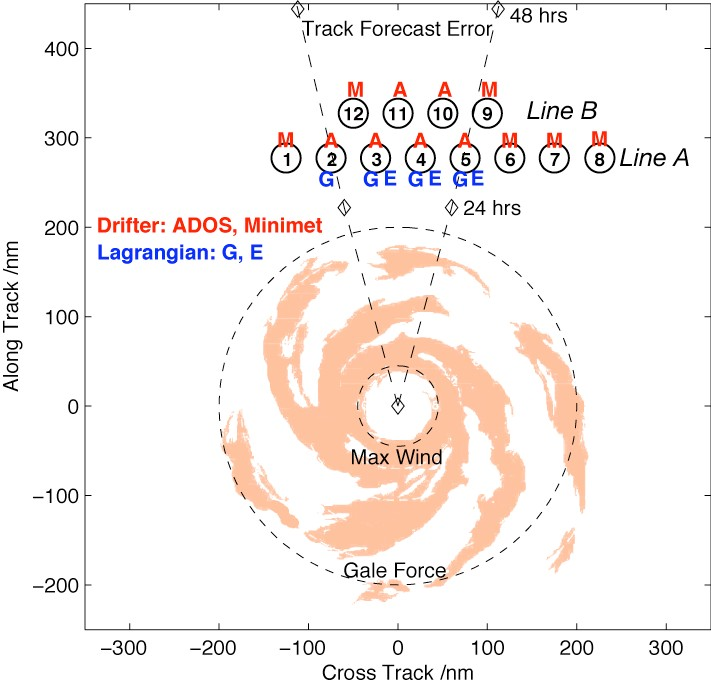 48 hrs
Track Forecast Error
400
M A A M
12 11 10 9 Line B
300
M A A A A M M M
1 2 3 4 5 6 7 8 Line A
G G E G E G E
24 hrs
200
Drifter: ADOS, Minimet
Lagrangian: G, E
100
Along Track /nm
0
Max Wind
−100
Gale Force
−200
−300 −200 −100 0 100 200 300
Cross Track /nm